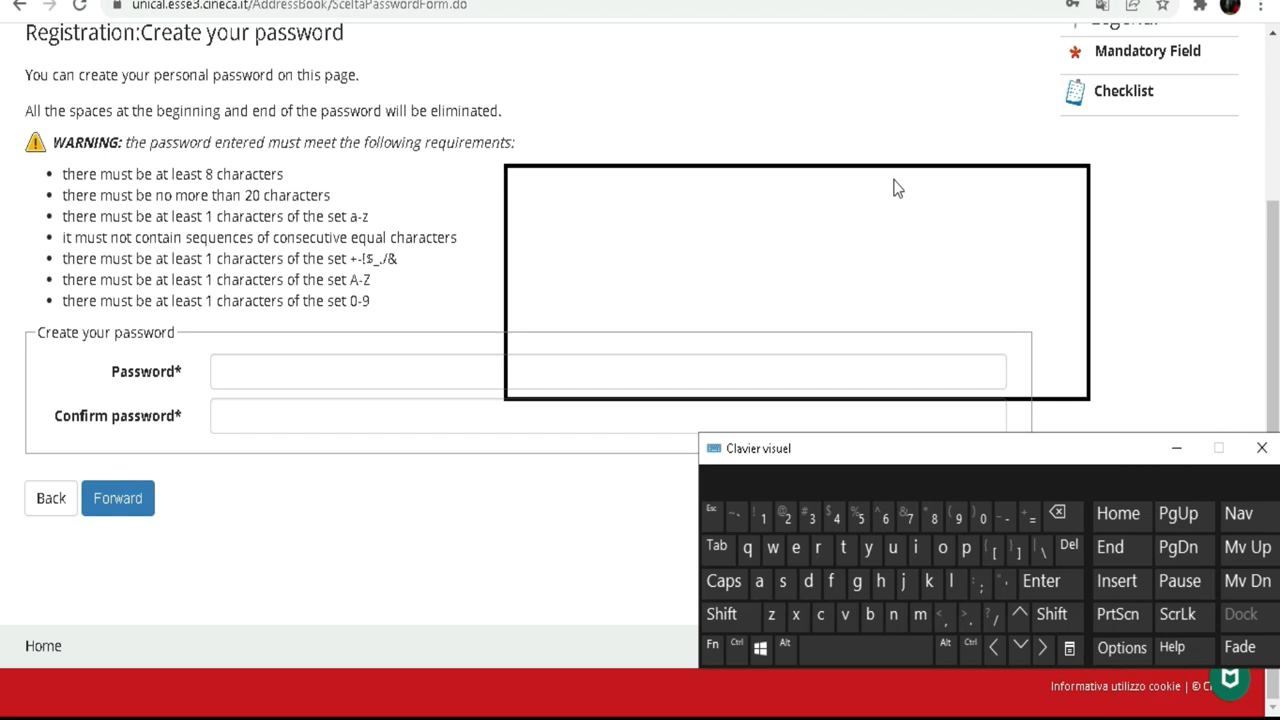 unical.esse3.cineca.it/AddressBook/SceltaPasswordForm.do
Registration:Create your password
You can create your personal password on this page.
All the spaces at the beginning and end of the password will be eliminated.
WARNING: the password entered must meet the following requirements:
there must be at least 8 characters
there must be no more than 20 characters
there must be at least 1 characters of the set a-z
it must not contain sequences of consecutive equal characters
there must be at least 1 characters of the set +-!$_./&
there must be at least 1 characters of the set A-Z
there must be at least 1 characters of the set 0-9
Create your password
Password*
Confirm password*
Back Forward
Mandatory Field
Checklist
Clavier visuel
Esc ~` !1 @2 #3 $4 %5 ^6 &7 *8 (9 )0 _- += Home PgUp Nav
Tab q w e r t y u i o p {[ }] |\ Del End PgDn Mv Up
Caps a s d f g h j k l :; "' Enter Insert Pause Mv Dn
Shift z x c v b n m <, >. ?/ Shift PrtScn ScrLk Dock
Fn Ctrl Alt Alt Ctrl Options Help Fade
Home
Informativa utilizzo cookie | ©